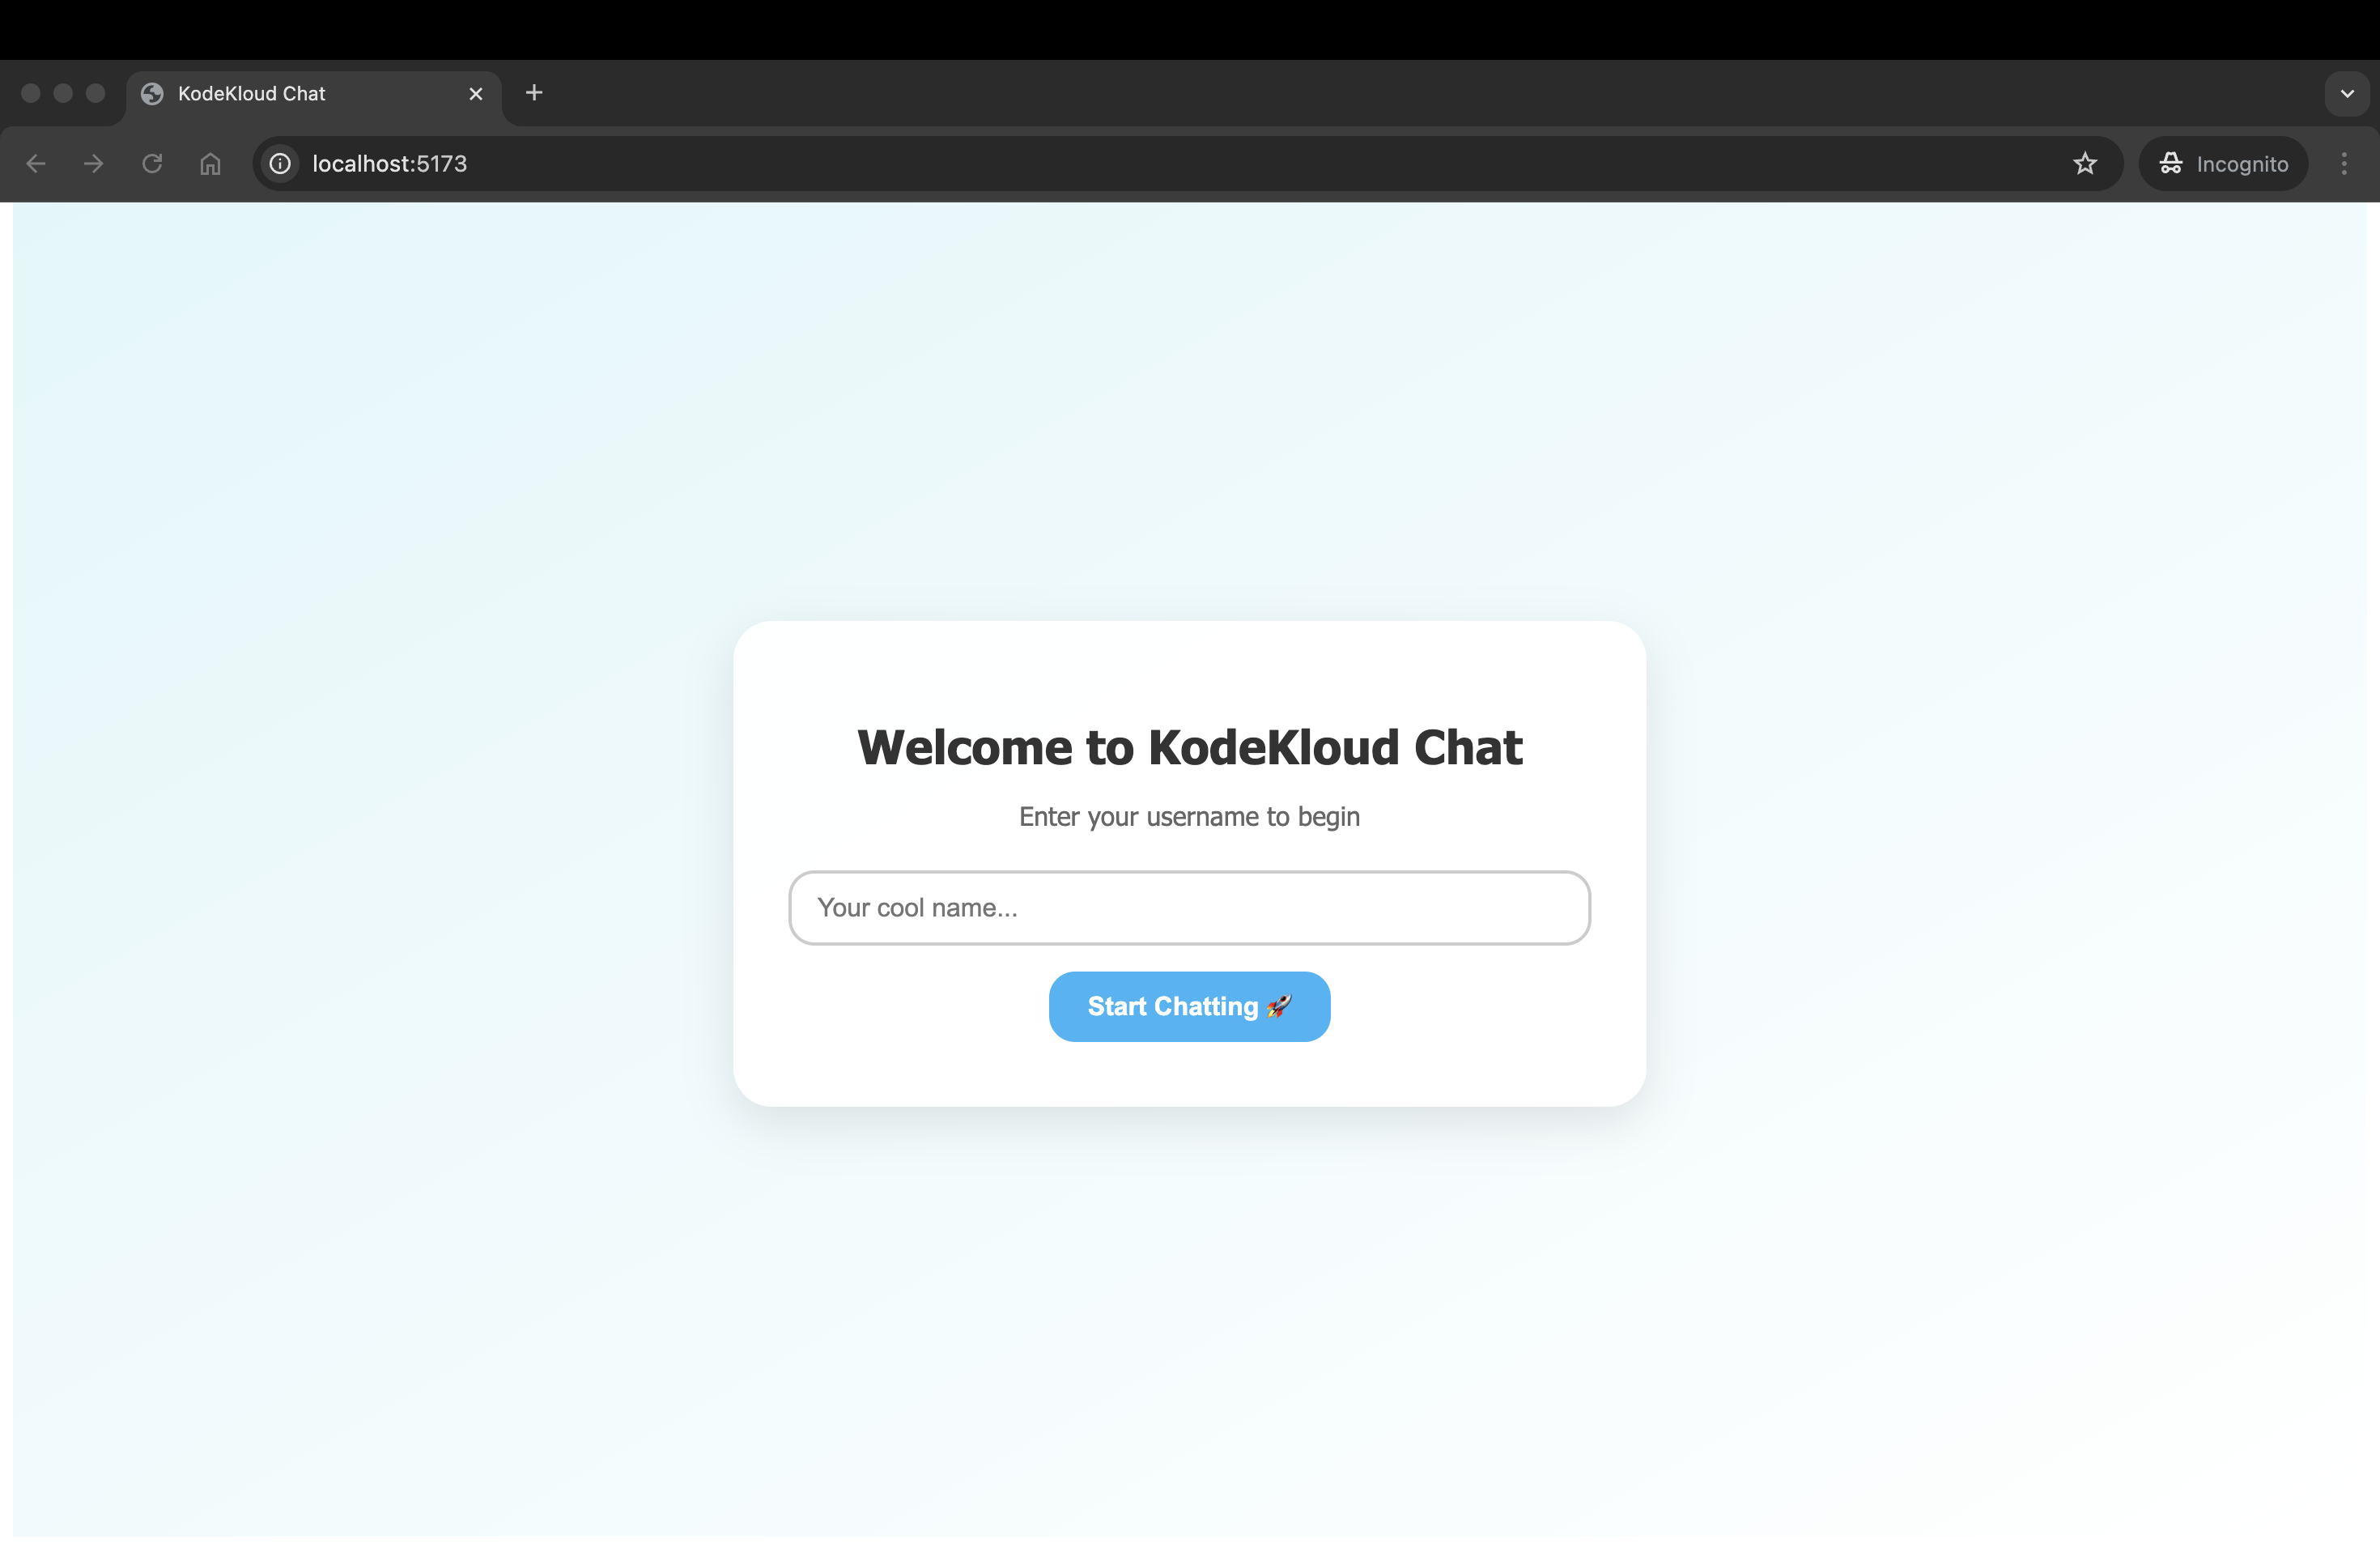 KodeKloud Chat
localhost:5173
Incognito
Welcome to KodeKloud Chat
Enter your username to begin
Your cool name...
Start Chatting 🚀